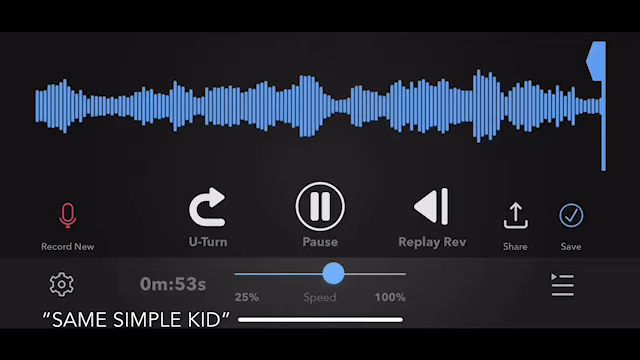 Record New
U-Turn
Pause
Replay Rev
Share
Save
0m:53s
25%
Speed
100%
“SAME SIMPLE KID”